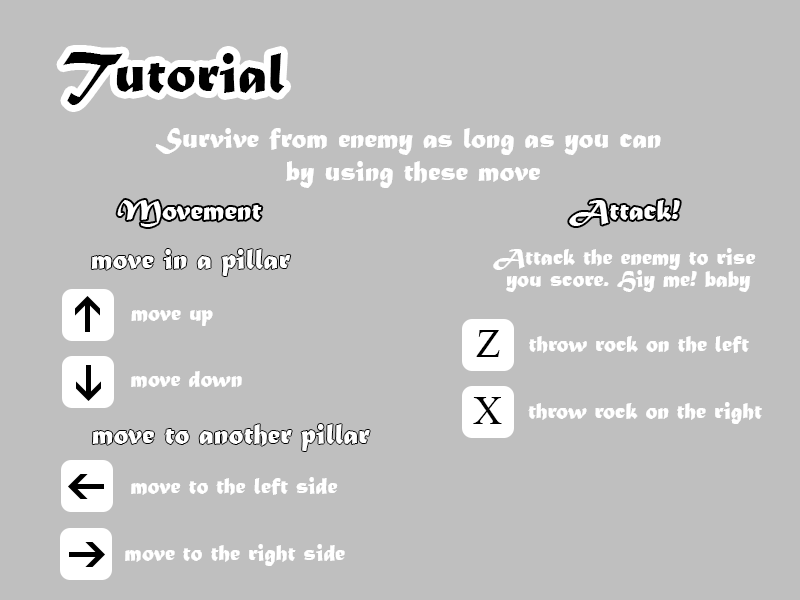 Tutorial
Survive from enemy as long as you can
by using these move
Movement
move in a pillar
↑ move up
↓ move down
move to another pillar
← move to the left side
→ move to the right side
Attack!
Attack the enemy to rise
you score. Hiy me! baby
Z throw rock on the left
X throw rock on the right